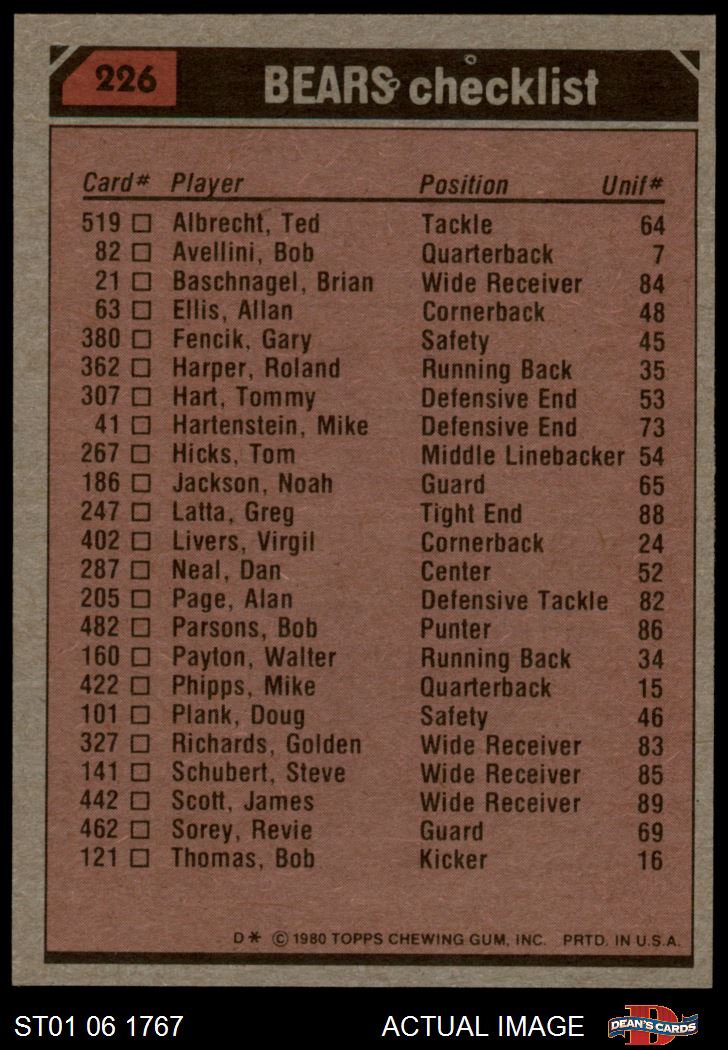 226 BEARS checklist
Card# Player Position Unif#
519 Albrecht, Ted Tackle 64
82 Avellini, Bob Quarterback 7
21 Baschnagel, Brian Wide Receiver 84
63 Ellis, Allan Cornerback 48
380 Fencik, Gary Safety 45
362 Harper, Roland Running Back 35
307 Hart, Tommy Defensive End 53
41 Hartenstein, Mike Defensive End 73
267 Hicks, Tom Middle Linebacker 54
186 Jackson, Noah Guard 65
247 Latta, Greg Tight End 88
402 Livers, Virgil Cornerback 24
287 Neal, Dan Center 52
205 Page, Alan Defensive Tackle 82
482 Parsons, Bob Punter 86
160 Payton, Walter Running Back 34
422 Phipps, Mike Quarterback 15
101 Plank, Doug Safety 46
327 Richards, Golden Wide Receiver 83
141 Schubert, Steve Wide Receiver 85
442 Scott, James Wide Receiver 89
462 Sorey, Revie Guard 69
121 Thomas, Bob Kicker 16
D* © 1980 TOPPS CHEWING GUM, INC. PRTD. IN U.S.A.
ST01 06 1767 ACTUAL IMAGE D DEAN'S CARDS